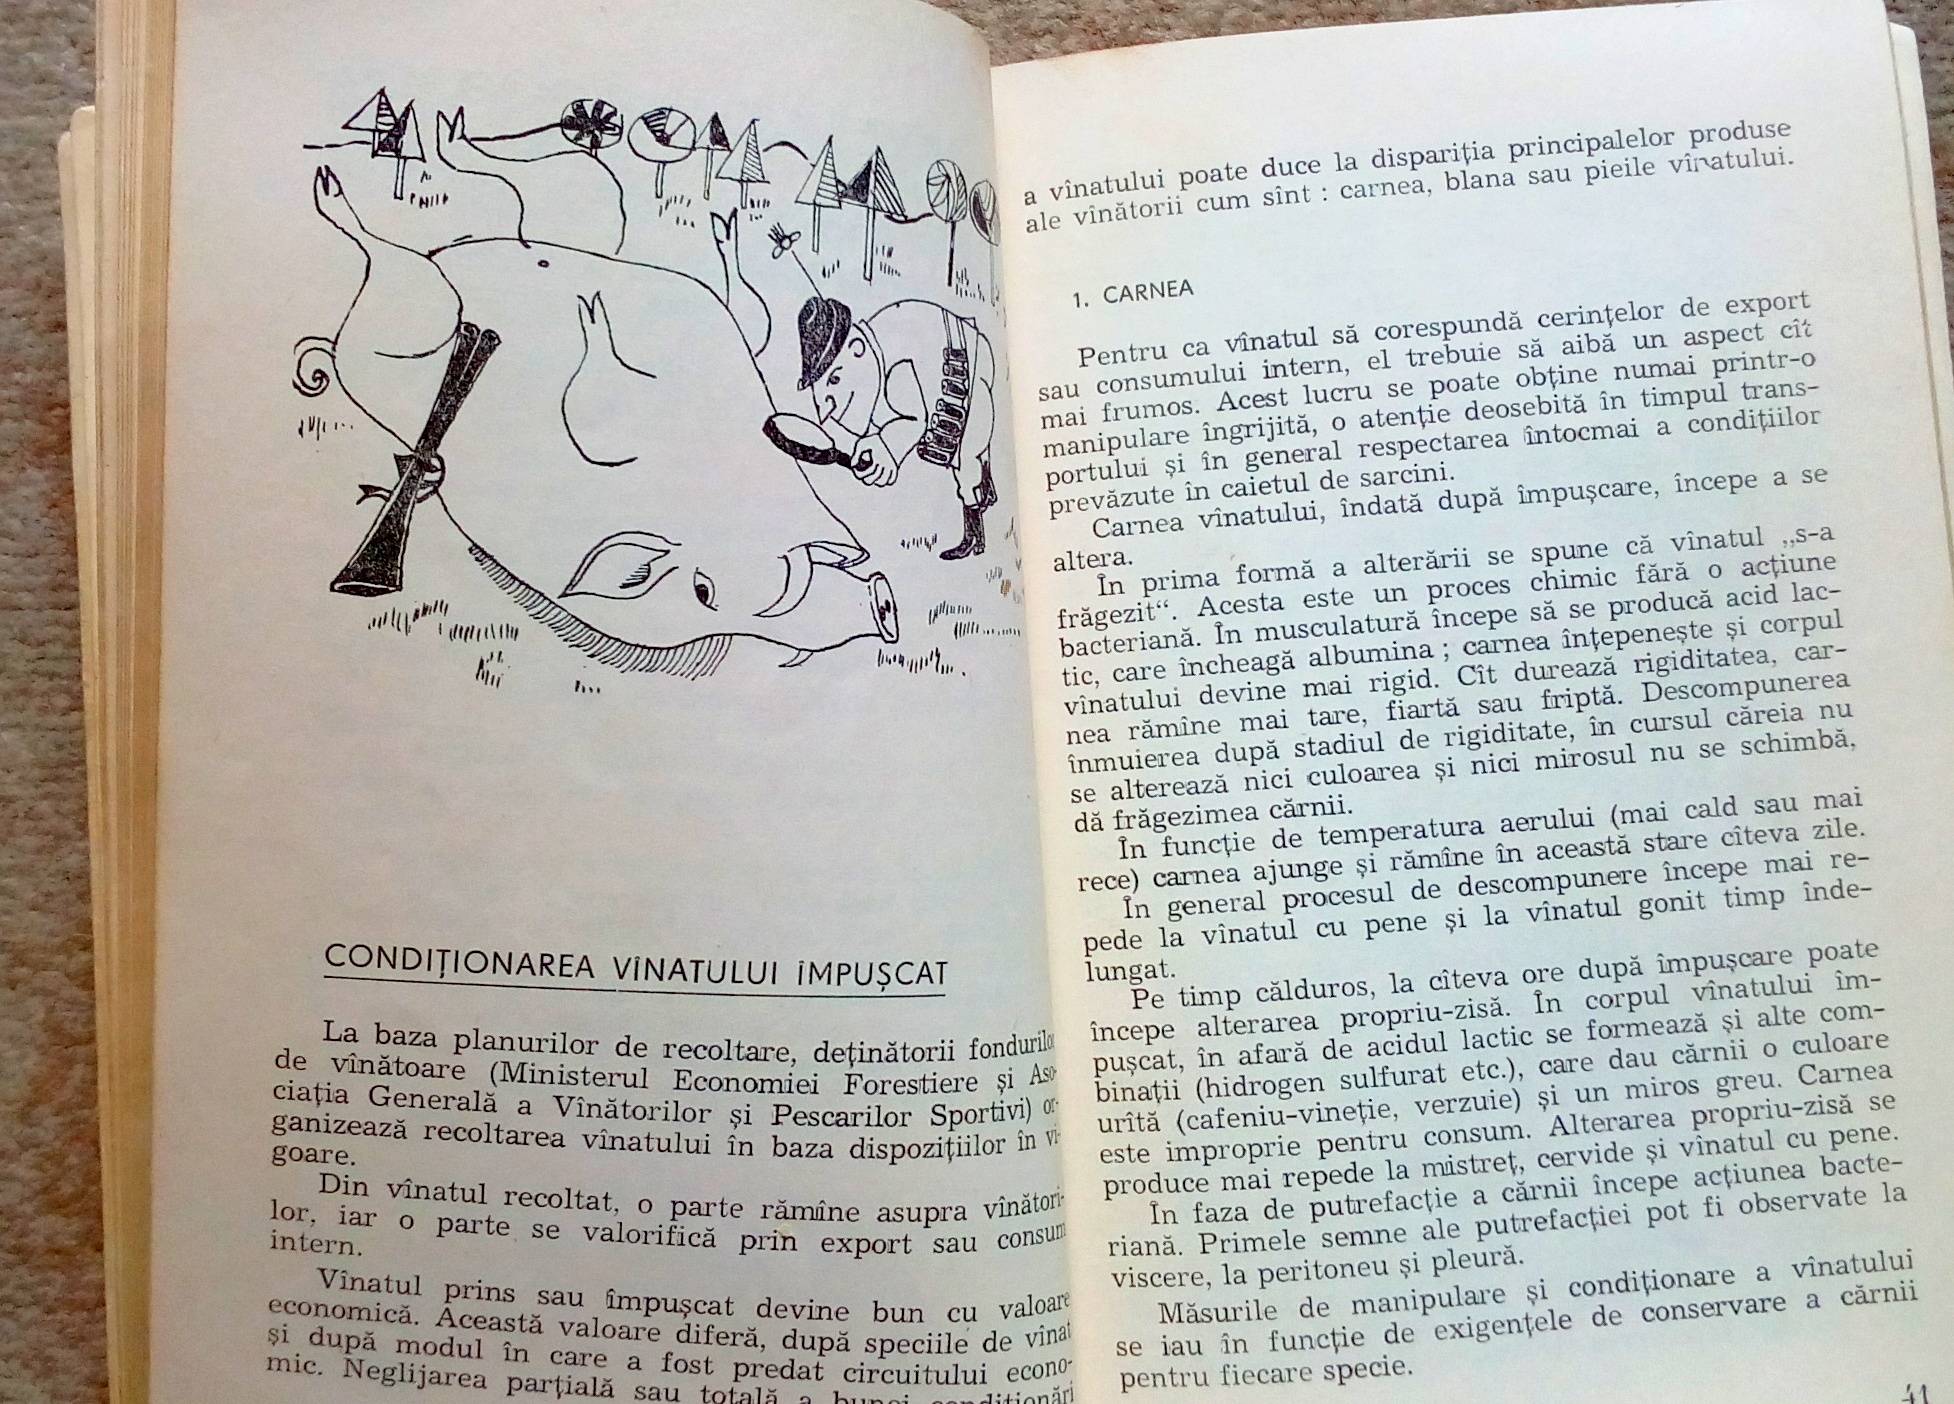 CONDIȚIONAREA VÎNATULUI ÎMPUȘCAT
La baza planurilor de recoltare, deținătorii fondurilor
de vînătoare (Ministerul Economiei Forestiere și Aso-
ciația Generală a Vînătorilor și Pescarilor Sportivi) or-
ganizează recoltarea vînatului în baza dispozițiilor în vi-
goare.
Din vînatul recoltat, o parte rămîne asupra vînători-
lor, iar o parte se valorifică prin export sau consum
intern.
Vînatul prins sau împușcat devine bun cu valoare
economică. Această valoare diferă, după speciile de vînat
și după modul în care a fost predat circuitului econo-
mic. Neglijarea parțială sau totală a bunei condiționări
a vînatului poate duce la dispariția principalelor produse
ale vînătorii cum sînt : carnea, blana sau pieile vînatului.
1. CARNEA
Pentru ca vînatul să corespundă cerințelor de export
sau consumului intern, el trebuie să aibă un aspect cît
mai frumos. Acest lucru se poate obține numai printr-o
manipulare îngrijită, o atenție deosebită în timpul trans-
portului și în general respectarea întocmai a condițiilor
prevăzute în caietul de sarcini.
Carnea vînatului, îndată după împușcare, începe a se
altera.
În prima formă a alterării se spune că vînatul „s-a
frăgezit“. Acesta este un proces chimic fără o acțiune
bacteriană. În musculatură începe să se producă acid lac-
tic, care încheagă albumina ; carnea înțepenește și corpul
vînatului devine mai rigid. Cît durează rigiditatea, car-
nea rămîne mai tare, fiartă sau friptă. Descompunerea
înmuierea după stadiul de rigiditate, în cursul căreia nu
se alterează nici culoarea și nici mirosul nu se schimbă,
dă frăgezimea cărnii.
În funcție de temperatura aerului (mai cald sau mai
rece) carnea ajunge și rămîne în această stare cîteva zile.
În general procesul de descompunere începe mai re-
pede la vînatul cu pene și la vînatul gonit timp înde-
lungat.
Pe timp călduros, la cîteva ore după împușcare poate
începe alterarea propriu-zisă. În corpul vînatului îm-
pușcat, în afară de acidul lactic se formează și alte com-
binații (hidrogen sulfurat etc.), care dau cărnii o culoare
urîtă (cafeniu-vineție, verzuie) și un miros greu. Carnea
este improprie pentru consum. Alterarea propriu-zisă se
produce mai repede la mistreț, cervide și vînatul cu pene.
În faza de putrefacție a cărnii începe acțiunea bacte-
riană. Primele semne ale putrefacției pot fi observate la
viscere, la peritoneu și pleură.
Măsurile de manipulare și condiționare a vînatului
se iau în funcție de exigențele de conservare a cărnii
pentru fiecare specie.
41